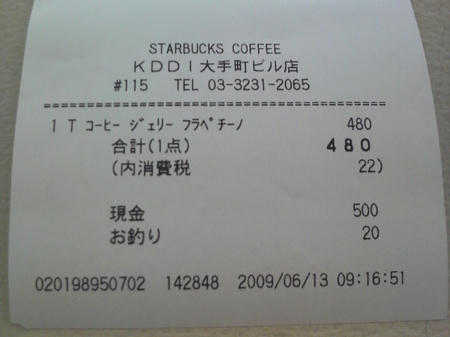 STARBUCKS COFFEE
KDDI大手町ビル店
#115 TEL 03-3231-2065
1 T コーヒー ジェリー フラペチーノ 480
合計(1点) 480
(内消費税 22)
現金 500
お釣り 20
020198950702 142848 2009/06/13 09:16:51